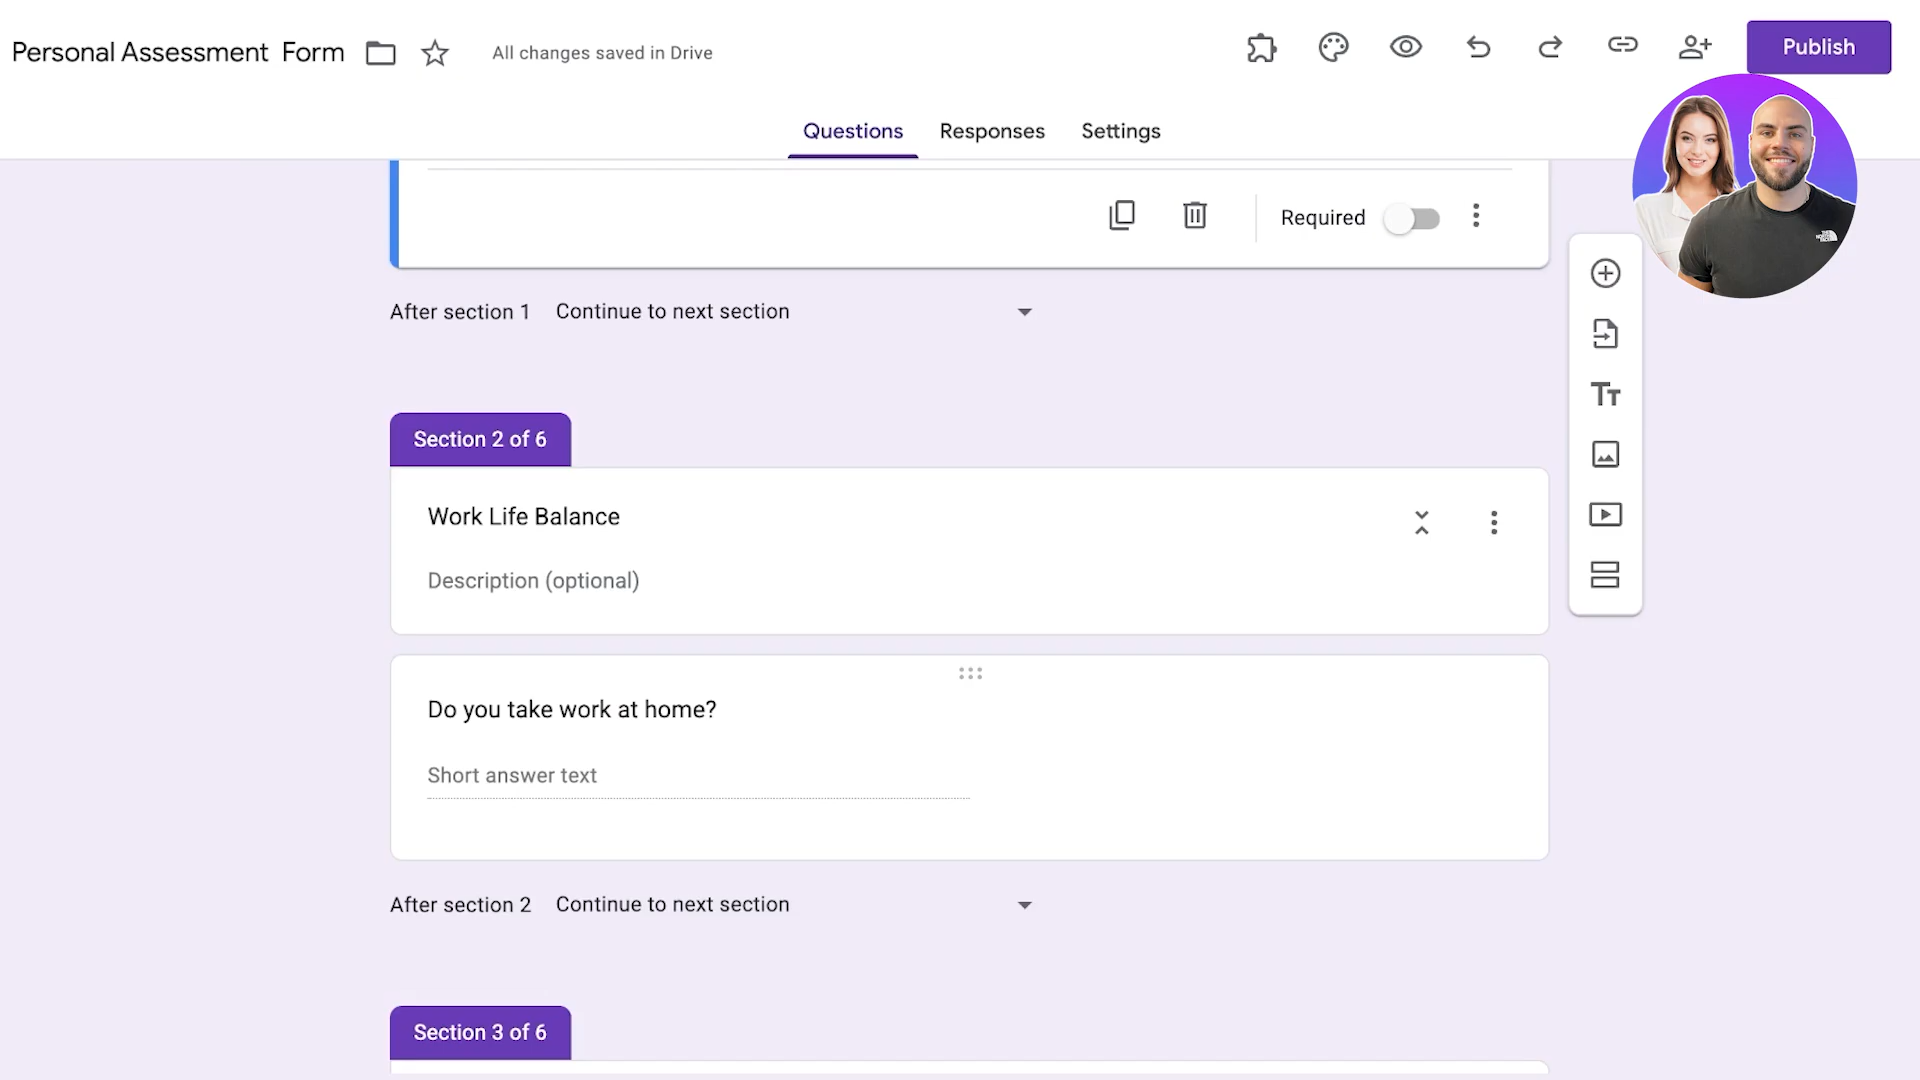 Personal Assessment Form
All changes saved in Drive
Publish
Questions
Responses
Settings
Required
After section 1 Continue to next section
Section 2 of 6
Work Life Balance
Description (optional)
Do you take work at home?
Short answer text
After section 2 Continue to next section
Section 3 of 6